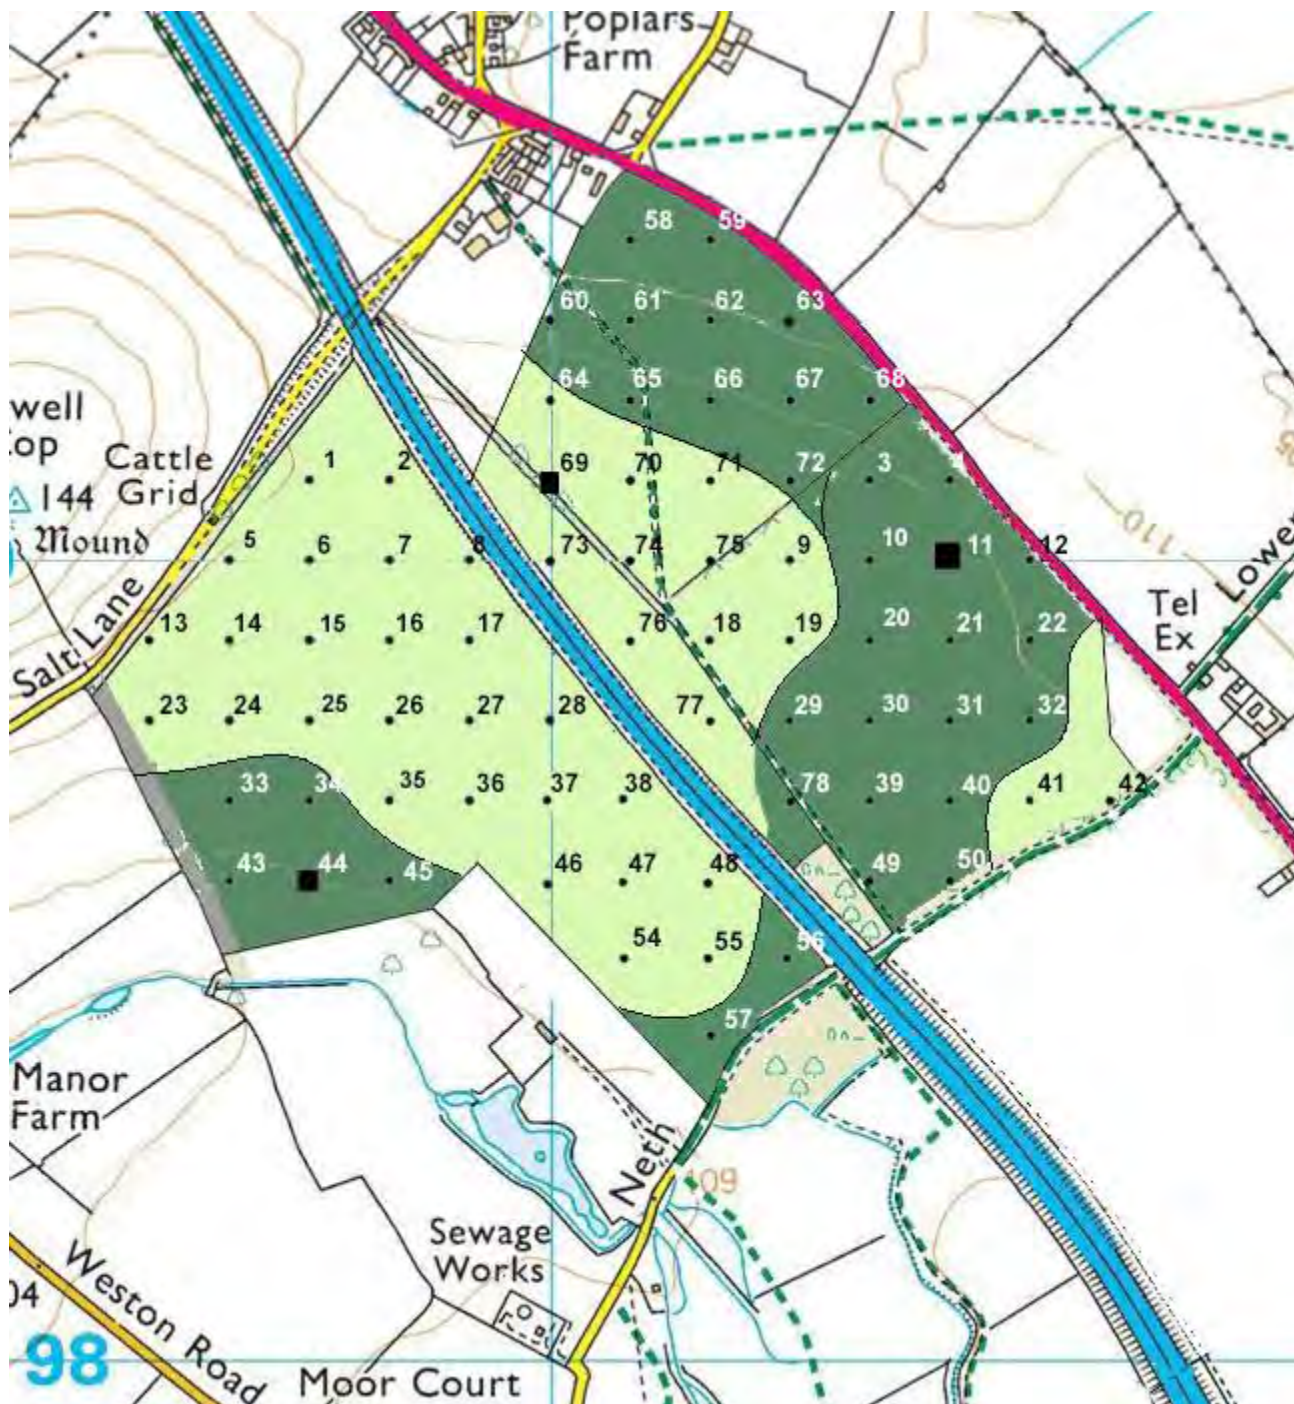 Poplars
Farm
58 59
60 61 62 63
64 65 66 67 68
well
op
Cattle
Grid
144
Mound
1 2 69 70 71 72 3
5 6 7 8 73 74 75 9 10 11 12
110
Lower
Tel
Ex
Salt Lane
13 14 15 16 17 76 18 19 20 21 22
23 24 25 26 27 28 77 29 30 31 32
33 34 35 36 37 38 78 39 40 41 42
43 44 45 46 47 48 49 50
54 55 56
57
Manor
Farm
Neth
109
Sewage
Works
04
Weston Road
98
Moor Court